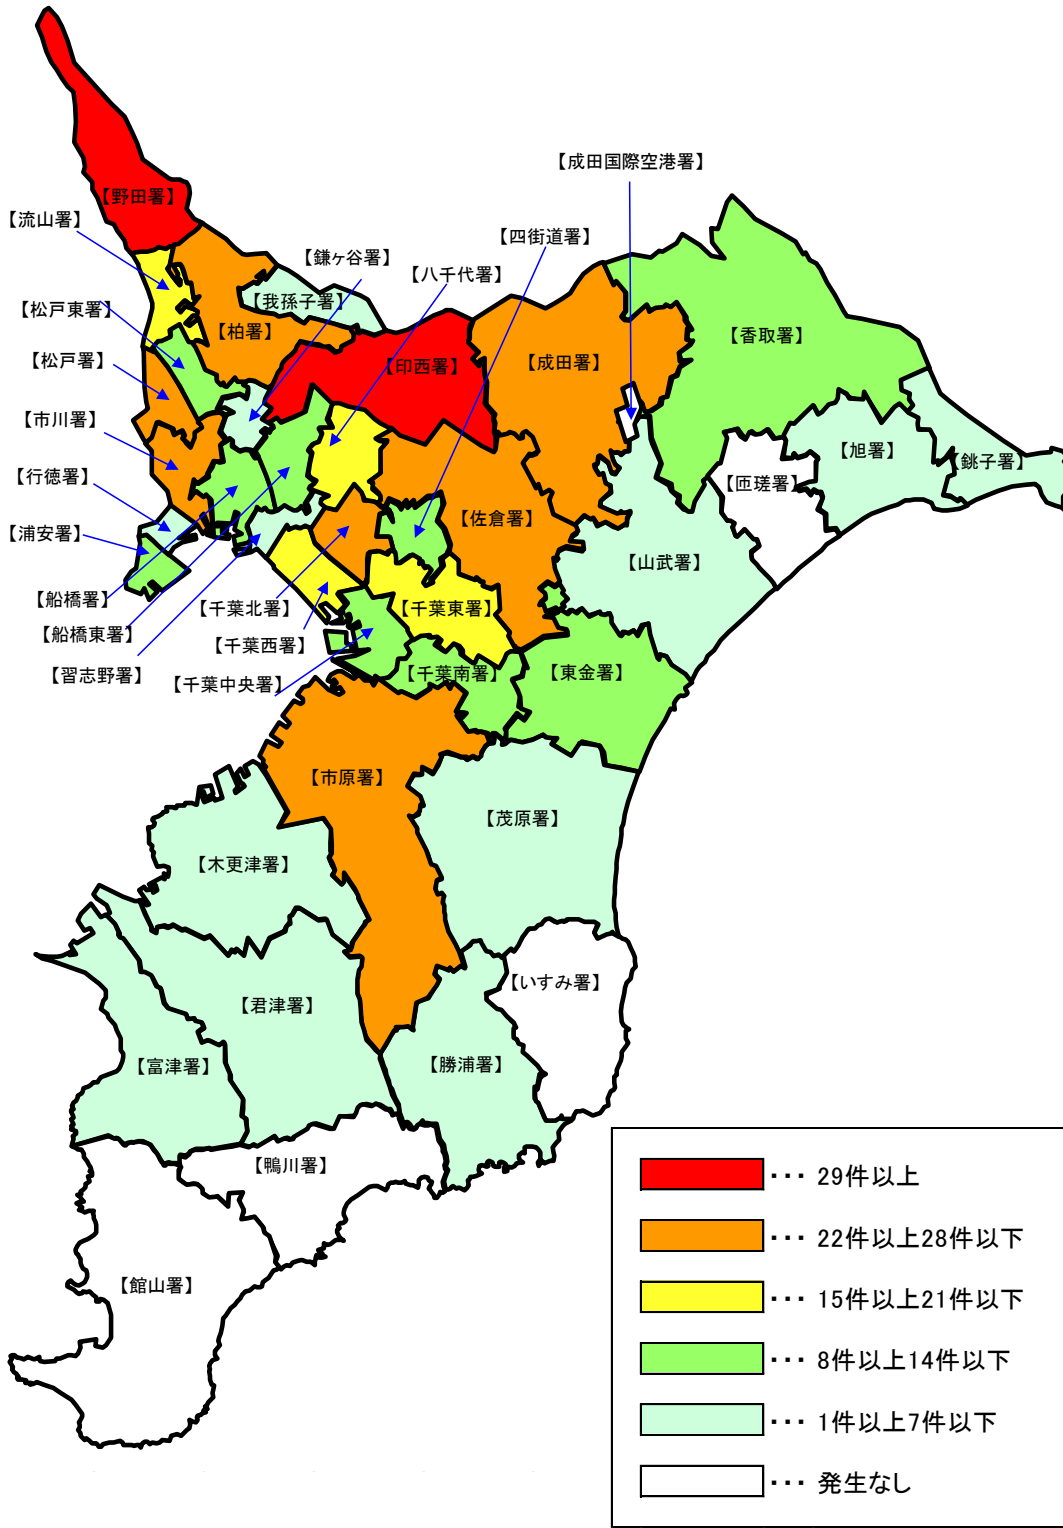 【成田国際空港署】
【野田署】
【流山署】
【四街道署】
【鎌ヶ谷署】
【八千代署】
【我孫子署】
【松戸東署】
【柏署】
【香取署】
【松戸署】
【印西署】
【成田署】
【市川署】
【旭署】
【銚子署】
【行徳署】
【匝瑳署】
【佐倉署】
【浦安署】
【山武署】
【船橋署】
【千葉北署】
【千葉東署】
【船橋東署】
【千葉西署】
【習志野署】
【千葉中央署】
【千葉南署】
【東金署】
【市原署】
【茂原署】
【木更津署】
【いすみ署】
【君津署】
【富津署】
【勝浦署】
【鴨川署】
【館山署】
・・・ 29件以上
・・・ 22件以上28件以下
・・・ 15件以上21件以下
・・・ 8件以上14件以下
・・・ 1件以上7件以下
・・・ 発生なし